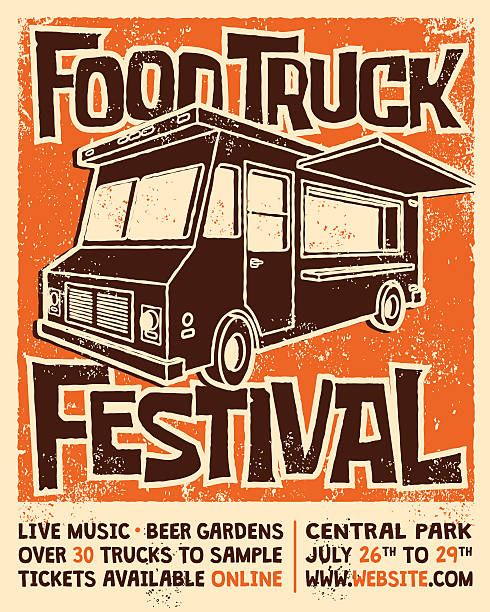 FOOD TRUCK
FESTIVAL
LIVE MUSIC • BEER GARDENS
OVER 30 TRUCKS TO SAMPLE
TICKETS AVAILABLE ONLINE
CENTRAL PARK
JULY 26TH TO 29TH
WWW.WEBSITE.COM